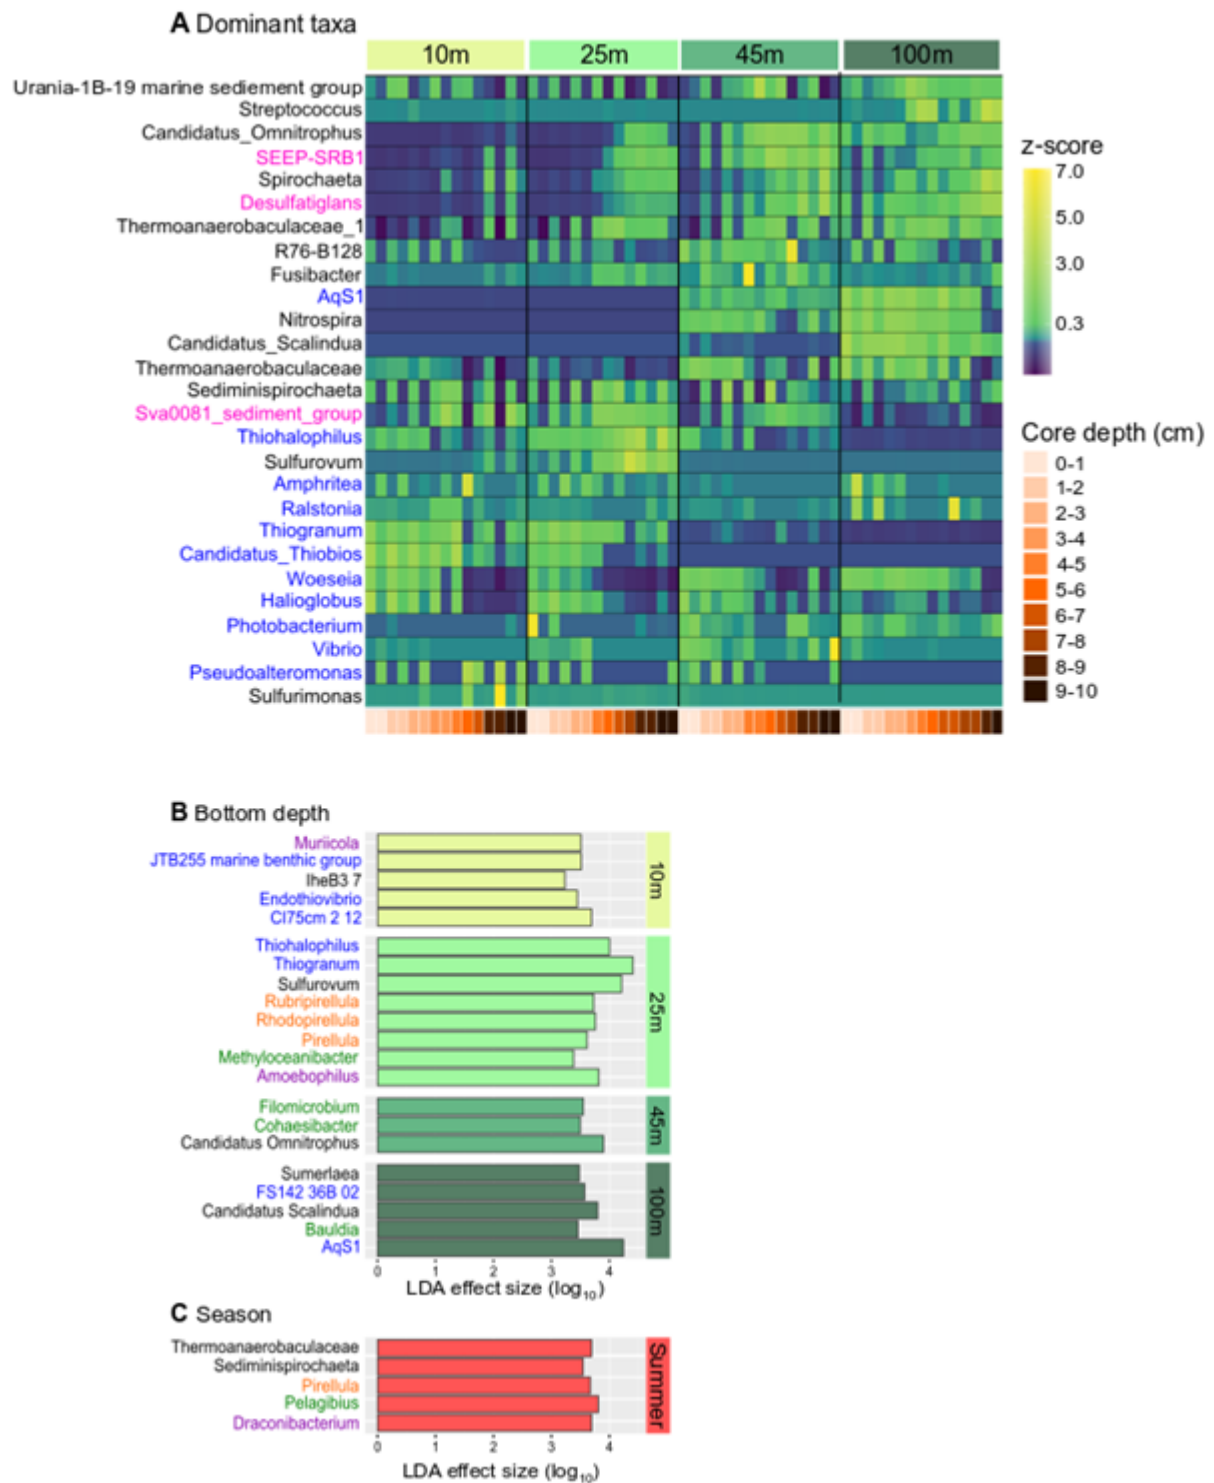 A Dominant taxa
10m 25m 45m 100m
Urania-1B-19 marine sediement group
Streptococcus
Candidatus_Omnitrophus
SEEP-SRB1
Spirochaeta
Desulfatiglans
Thermoanaerobaculaceae_1
R76-B128
Fusibacter
AqS1
Nitrospira
Candidatus_Scalindua
Thermoanaerobaculaceae
Sediminispirochaeta
Sva0081_sediment_group
Thiohalophilus
Sulfurovum
Amphritea
Ralstonia
Thiogranum
Candidatus_Thiobios
Woeseia
Halioglobus
Photobacterium
Vibrio
Pseudoalteromonas
Sulfurimonas
z-score
7.0
5.0
3.0
0.3
Core depth (cm)
0-1
1-2
2-3
3-4
4-5
5-6
6-7
7-8
8-9
9-10
B Bottom depth
Muriicola
JTB255 marine benthic group
IheB3 7
Endothiovibrio
CI75cm 2 12
10m
Thiohalophilus
Thiogranum
Sulfurovum
Rubripirellula
Rhodopirellula
Pirellula
Methyloceanibacter
Amoebophilus
25m
Filomicrobium
Cohaesibacter
Candidatus Omnitrophus
45m
Sumerlaea
FS142 36B 02
Candidatus Scalindua
Bauldia
AqS1
100m
0 1 2 3 4
LDA effect size (log10)
C Season
Thermoanaerobaculaceae
Sediminispirochaeta
Pirellula
Pelagibius
Draconibacterium
Summer
0 1 2 3 4
LDA effect size (log10)